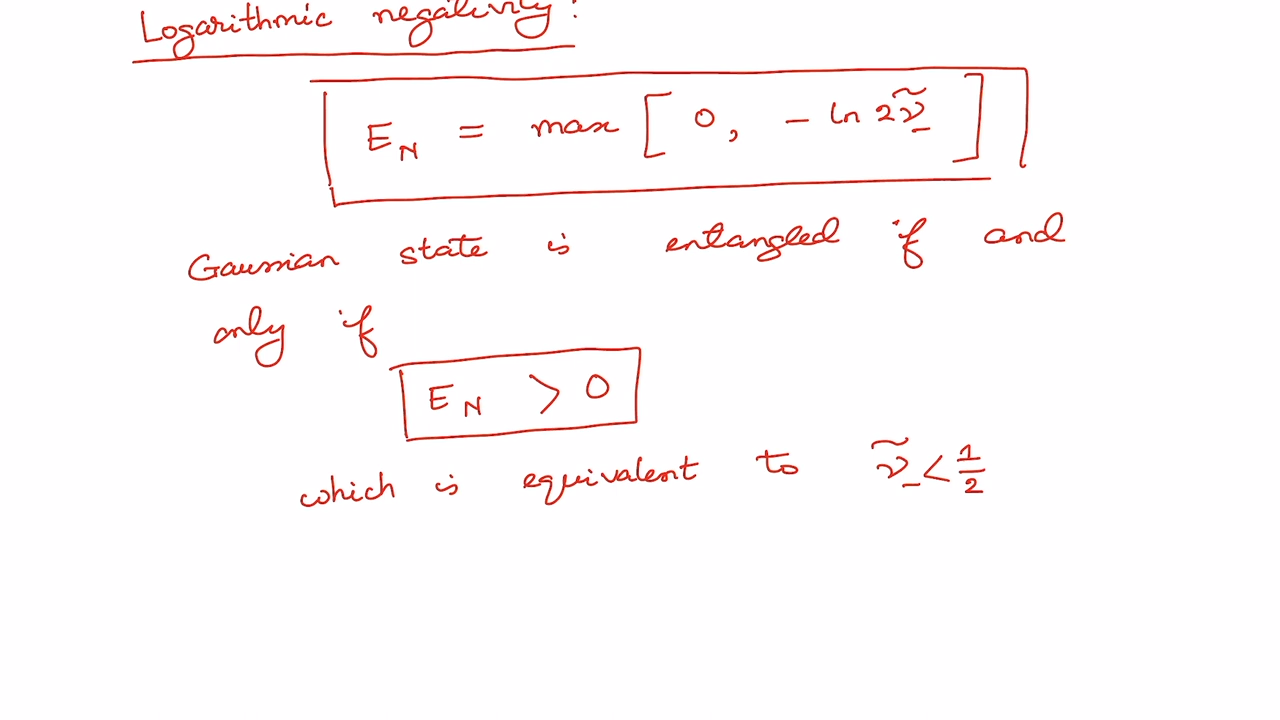 Logarithmic negativity:
E_N = max [ 0, - ln 2ν̃_- ]
Gaussian state is entangled if and
only if
E_N > 0
which is equivalent to ν̃_- < 1/2